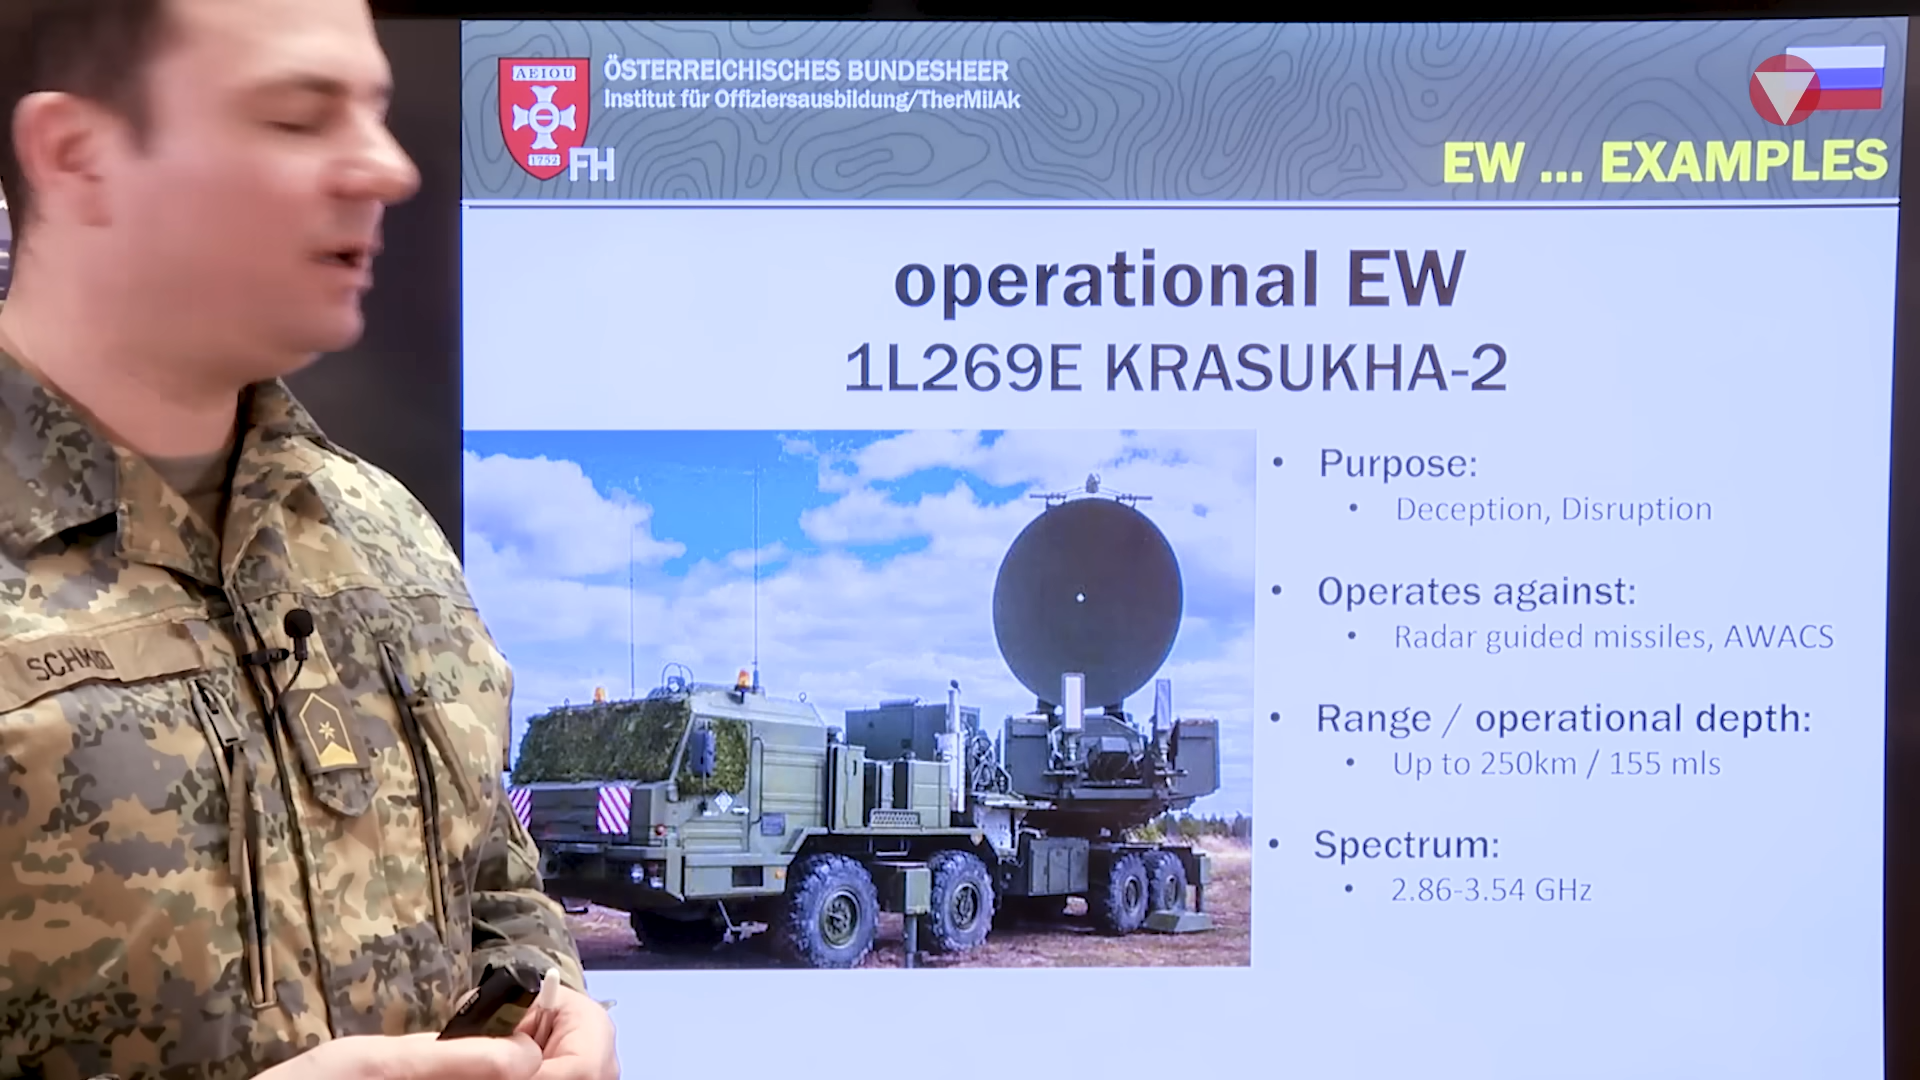 AEIOU
1752
FH
ÖSTERREICHISCHES BUNDESHEER
Institut für Offiziersausbildung/TherMilAk
EW ... EXAMPLES
operational EW
1L269E KRASUKHA-2
• Purpose:
• Deception, Disruption
• Operates against:
• Radar guided missiles, AWACS
• Range / operational depth:
• Up to 250km / 155 mls
• Spectrum:
• 2.86-3.54 GHz